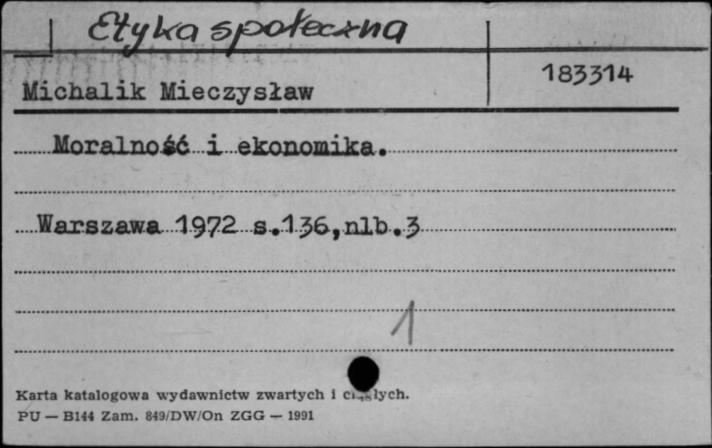 Etyka społeczna
183314
Michalik Mieczysław
Moralność i ekonomika.
Warszawa 1972 s.136,nlb.3
1
Karta katalogowa wydawnictw zwartych i ciągłych.
PU — B144 Zam. 849/DW/On ZGG — 1991